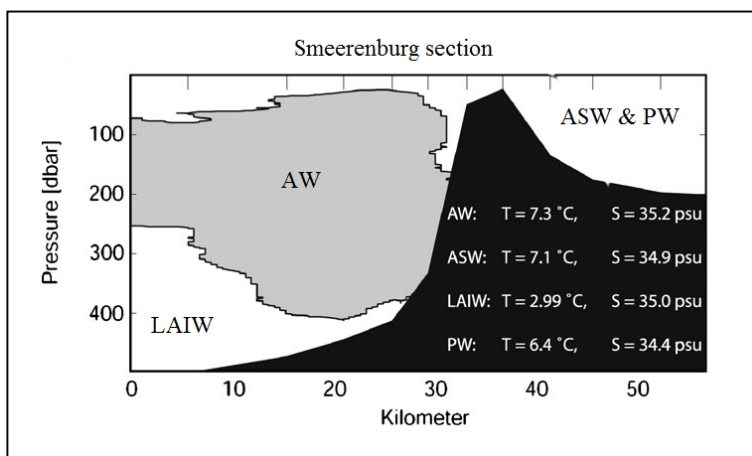 Smeerenburg section
ASW & PW
100
AW
200
AW: T = 7.3 °C, S = 35.2 psu
ASW: T = 7.1 °C, S = 34.9 psu
300
LAIW: T = 2.99 °C, S = 35.0 psu
400
LAIW
PW: T = 6.4 °C, S = 34.4 psu
Pressure [dbar]
0 10 20 30 40 50
Kilometer